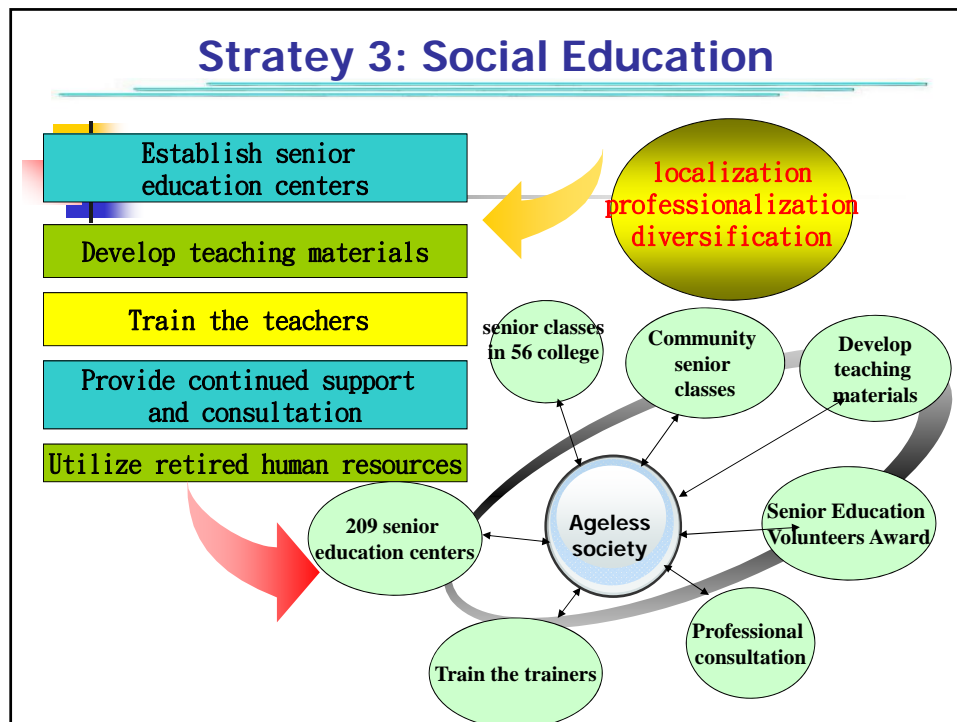 Stratey 3: Social Education
Establish senior
education centers
Develop teaching materials
Train the teachers
Provide continued support
and consultation
Utilize retired human resources
localization
professionalization
diversification
senior classes
in 56 college
Community
senior
classes
Develop
teaching
materials
209 senior
education centers
Ageless
society
Senior Education
Volunteers Award
Train the trainers
Professional
consultation